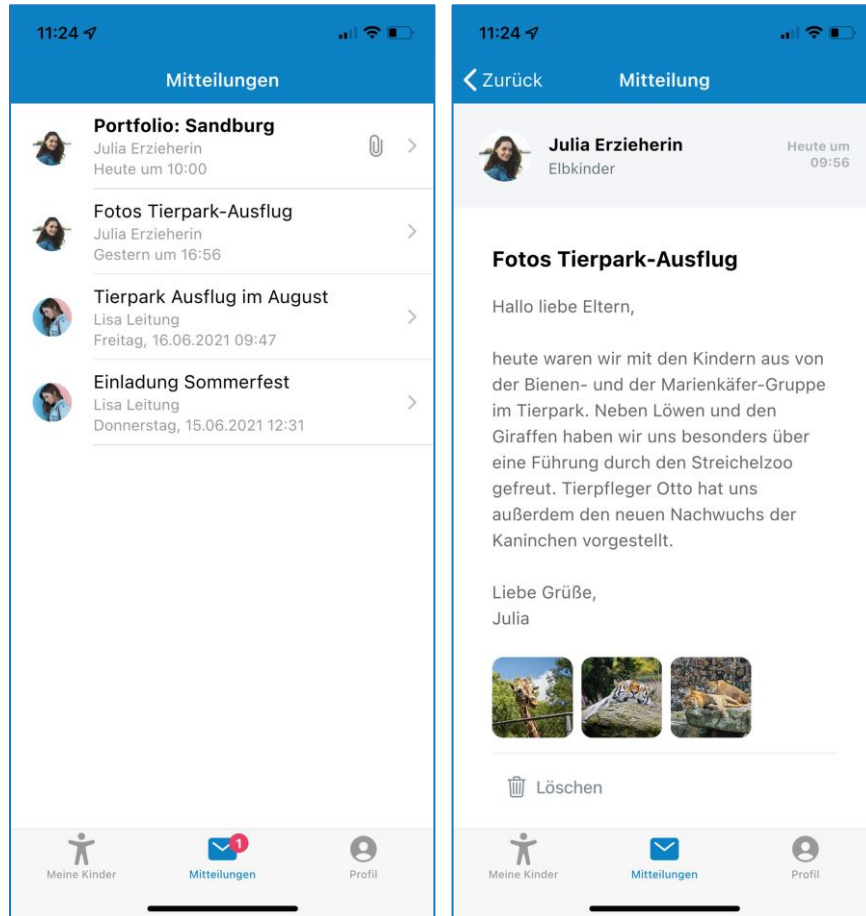 11:24
Mitteilungen
Portfolio: Sandburg
Julia Erzieherin
Heute um 10:00
Fotos Tierpark-Ausflug
Julia Erzieherin
Gestern um 16:56
Tierpark Ausflug im August
Lisa Leitung
Freitag, 16.06.2021 09:47
Einladung Sommerfest
Lisa Leitung
Donnerstag, 15.06.2021 12:31
Meine Kinder
1
Mitteilungen
Profil
11:24
Zurück
Mitteilung
Julia Erzieherin
Elbkinder
Heute um
09:56
Fotos Tierpark-Ausflug
Hallo liebe Eltern,
heute waren wir mit den Kindern aus von
der Bienen- und der Marienkäfer-Gruppe
im Tierpark. Neben Löwen und den
Giraffen haben wir uns besonders über
eine Führung durch den Streichelzoo
gefreut. Tierpfleger Otto hat uns
außerdem den neuen Nachwuchs der
Kaninchen vorgestellt.
Liebe Grüße,
Julia
Löschen
Meine Kinder
Mitteilungen
Profil